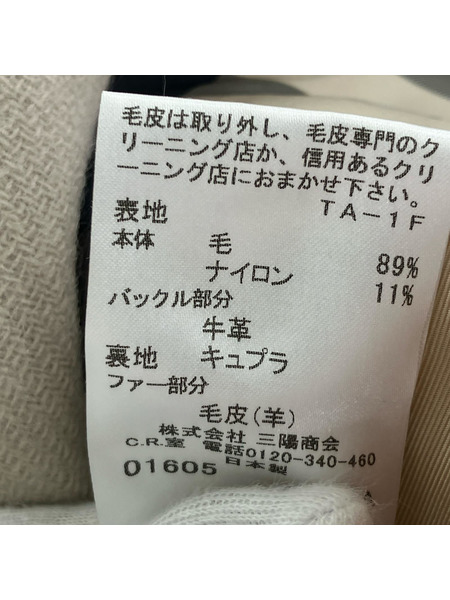 毛皮は取り外し、毛皮専門のク
リーニング店か、信用あるクリ
ーニング店におまかせ下さい。
TA-1F
表地
本体 毛 89%
ナイロン 11%
バックル部分
牛革
裏地 キュプラ
ファー部分
毛皮(羊)
株式会社 三陽商会
C.R.室 電話0120-340-460
01605 日本製